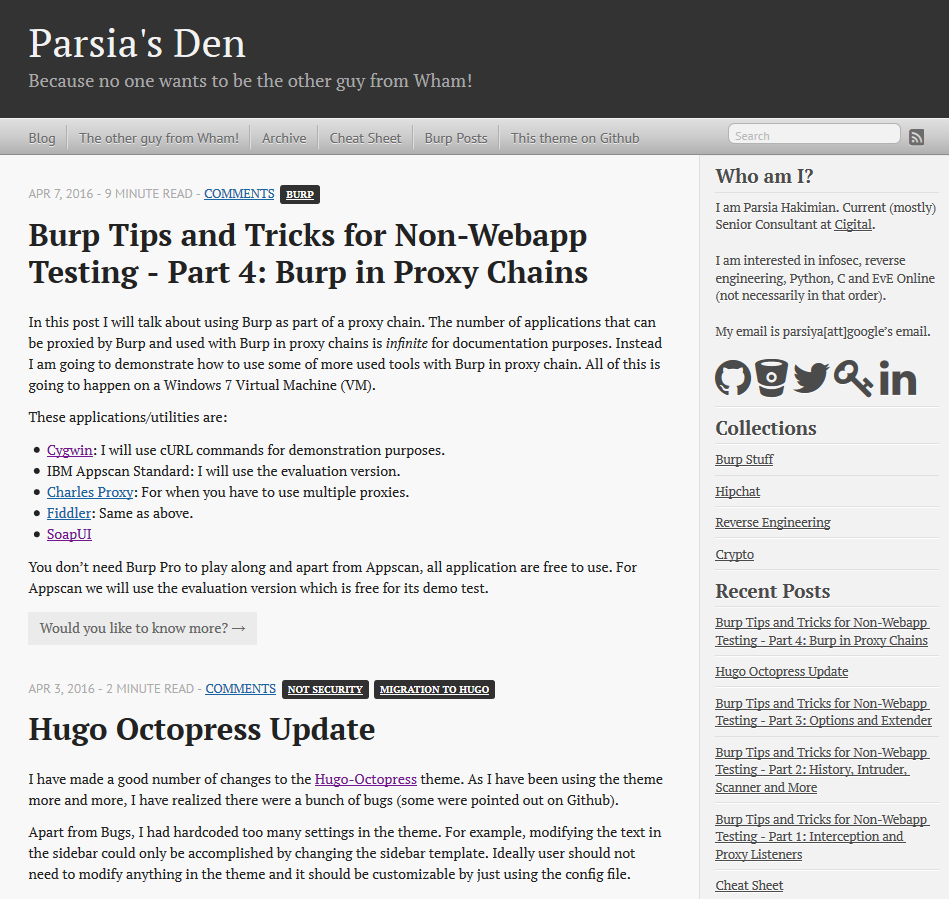 Parsia's Den
Because no one wants to be the other guy from Wham!
Blog
The other guy from Wham!
Archive
Cheat Sheet
Burp Posts
This theme on Github
Search
APR 7, 2016 - 9 MINUTE READ - COMMENTS BURP
Burp Tips and Tricks for Non-Webapp
Testing - Part 4: Burp in Proxy Chains
In this post I will talk about using Burp as part of a proxy chain. The number of applications that can
be proxied by Burp and used with Burp in proxy chains is infinite for documentation purposes. Instead
I am going to demonstrate how to use some of more used tools with Burp in proxy chain. All of this is
going to happen on a Windows 7 Virtual Machine (VM).
These applications/utilities are:
• Cygwin: I will use cURL commands for demonstration purposes.
• IBM Appscan Standard: I will use the evaluation version.
• Charles Proxy: For when you have to use multiple proxies.
• Fiddler: Same as above.
• SoapUI
You don't need Burp Pro to play along and apart from Appscan, all application are free to use. For
Appscan we will use the evaluation version which is free for its demo test.
Would you like to know more? →
APR 3, 2016 - 2 MINUTE READ - COMMENTS NOT SECURITY MIGRATION TO HUGO
Hugo Octopress Update
I have made a good number of changes to the Hugo-Octopress theme. As I have been using the theme
more and more, I have realized there were a bunch of bugs (some were pointed out on Github).
Apart from Bugs, I had hardcoded too many settings in the theme. For example, modifying the text in
the sidebar could only be accomplished by changing the sidebar template. Ideally user should not
need to modify anything in the theme and it should be customizable by just using the config file.
Who am I?
I am Parsia Hakimian. Current (mostly)
Senior Consultant at Cigital.
I am interested in infosec, reverse
engineering, Python, C and EvE Online
(not necessarily in that order).
My email is parsiya[att]google's email.
in
Collections
Burp Stuff
Hipchat
Reverse Engineering
Crypto
Recent Posts
Burp Tips and Tricks for Non-Webapp
Testing - Part 4: Burp in Proxy Chains
Hugo Octopress Update
Burp Tips and Tricks for Non-Webapp
Testing - Part 3: Options and Extender
Burp Tips and Tricks for Non-Webapp
Testing - Part 2: History, Intruder,
Scanner and More
Burp Tips and Tricks for Non-Webapp
Testing - Part 1: Interception and
Proxy Listeners
Cheat Sheet